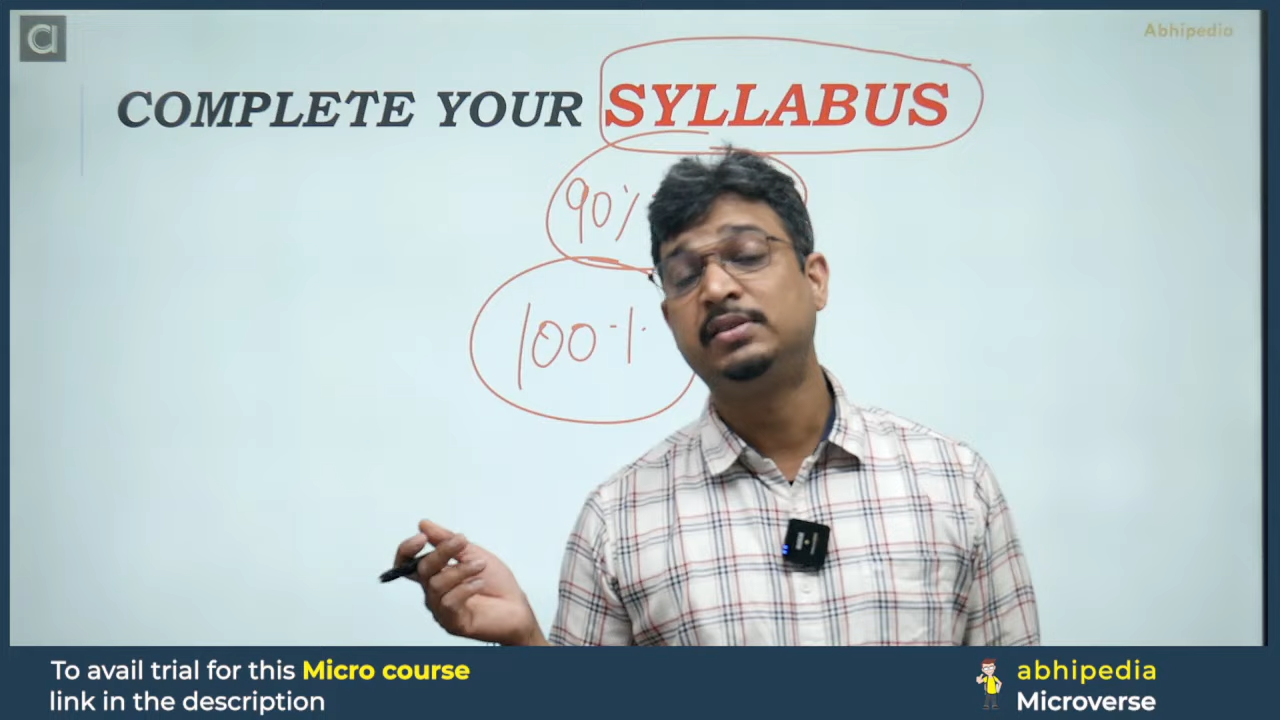 Abhipedia
COMPLETE YOUR SYLLABUS
90%
100%
To avail trial for this Micro course
link in the description
abhipedia
Microverse